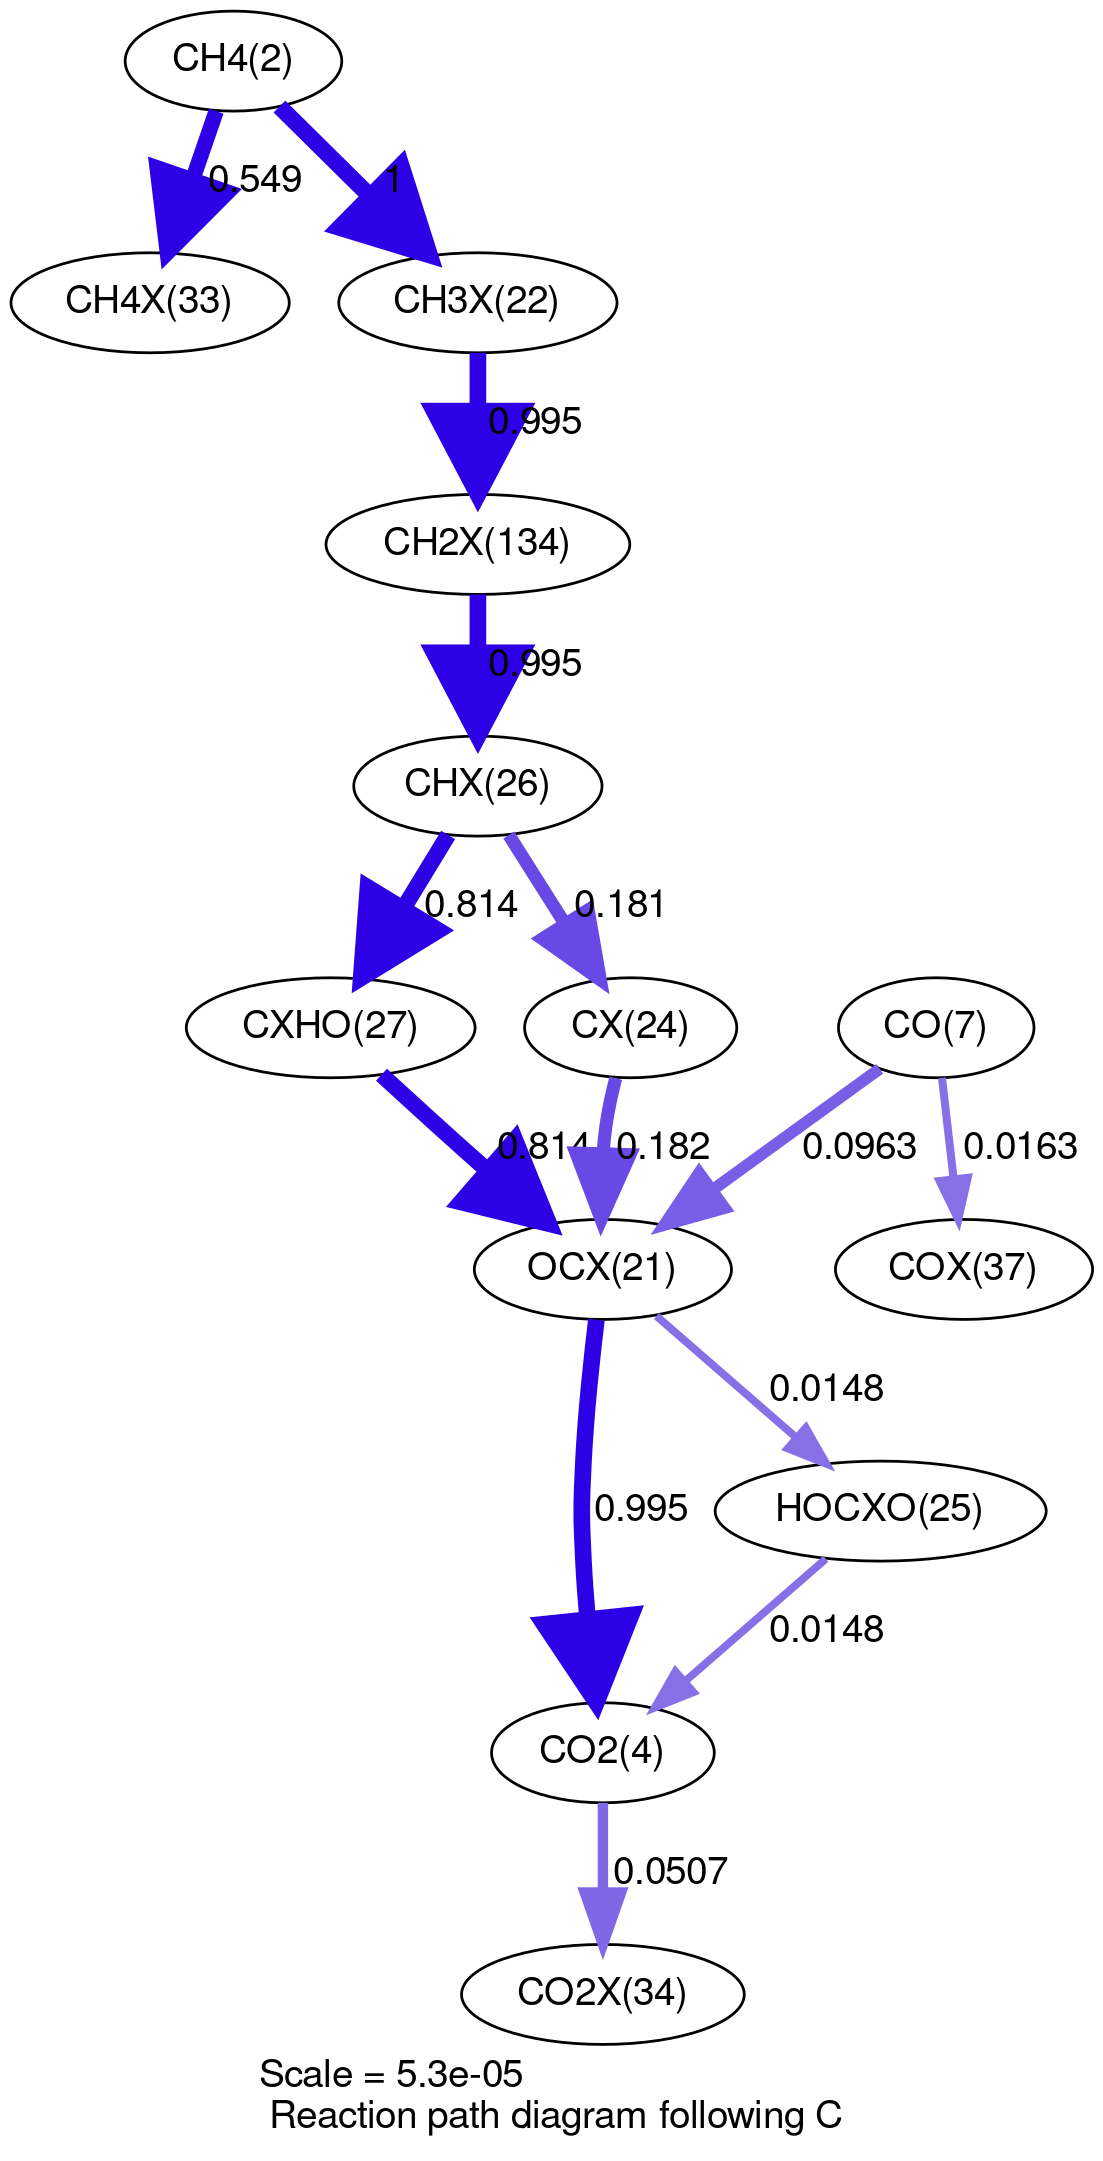 CH4(2)
0.549
1
CH4X(33)
CH3X(22)
0.995
CH2X(134)
0.995
CHX(26)
0.814
0.181
CXHO(27)
CX(24)
CO(7)
0.814
0.182
0.0963
0.0163
OCX(21)
COX(37)
0.0148
0.995
HOCXO(25)
0.0148
CO2(4)
0.0507
CO2X(34)
Scale = 5.3e-05
Reaction path diagram following C